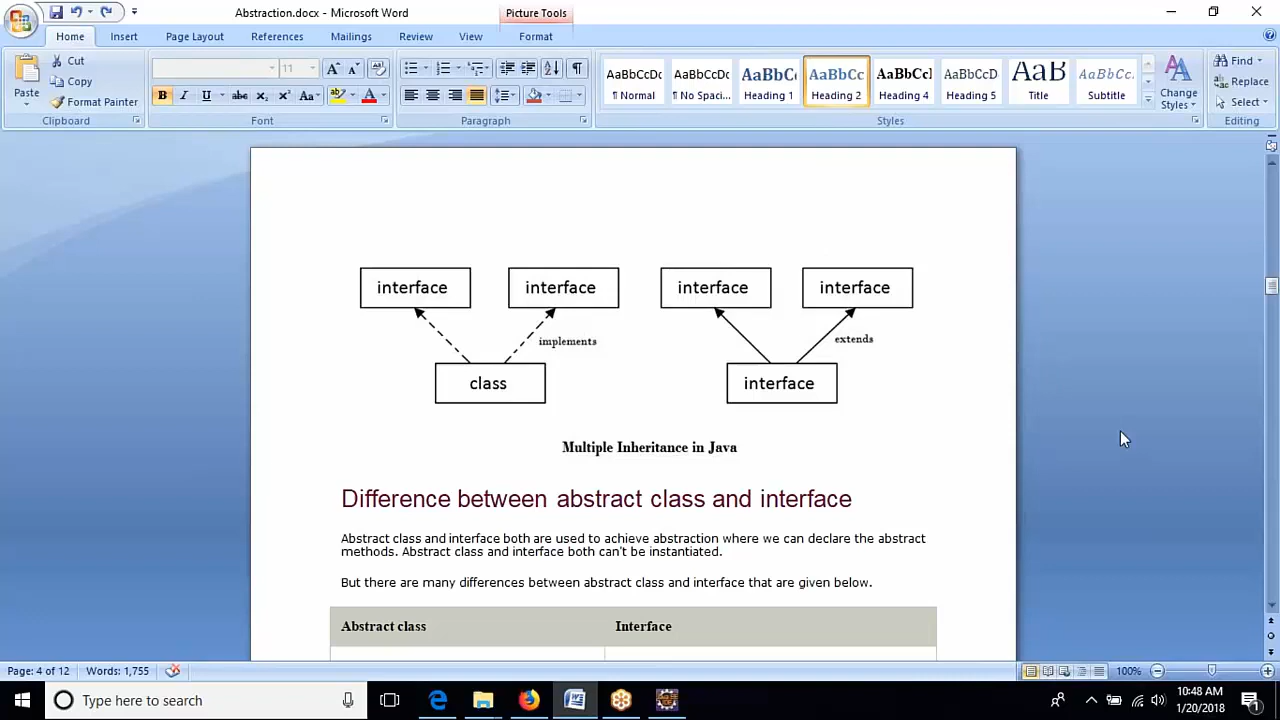 Abstraction.docx - Microsoft Word
Picture Tools
Home Insert Page Layout References Mailings Review View Format
Paste
Cut
Copy
Format Painter
Clipboard
11
B I U abc x₂ x² Aa
Font
Paragraph
AaBbCcDc
¶ Normal
AaBbCcDc
¶ No Spaci...
AaBbCc
Heading 1
AaBbCc
Heading 2
AaBbCcI
Heading 4
AaBbCcD
Heading 5
AaB
Title
AaBbCc.
Subtitle
Change
Styles
Styles
Find
Replace
Select
Editing
interface interface interface interface
implements extends
class interface
Multiple Inheritance in Java
Difference between abstract class and interface
Abstract class and interface both are used to achieve abstraction where we can declare the abstract
methods. Abstract class and interface both can't be instantiated.
But there are many differences between abstract class and interface that are given below.
Abstract class Interface
Page: 4 of 12 Words: 1,755 100%
Type here to search
10:48 AM
1/20/2018